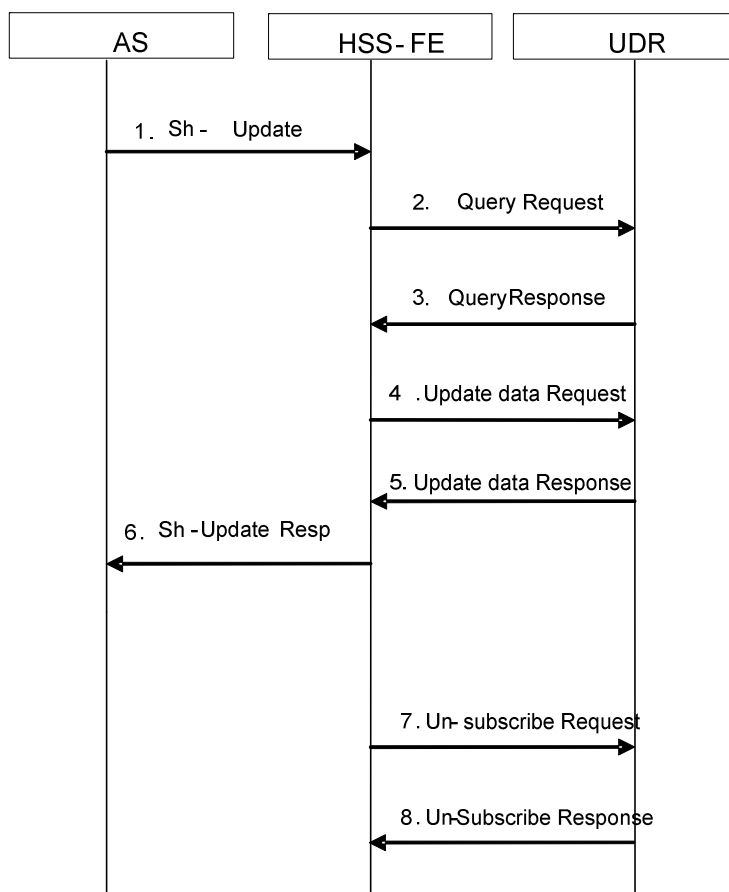 AS
HSS-FE
UDR
1. Sh- Update
2. Query Request
3. QueryResponse
4 .Update data Request
5. Update data Response
6. Sh-Update Resp
7. Un-subscribe Request
8. Un-Subscribe Response